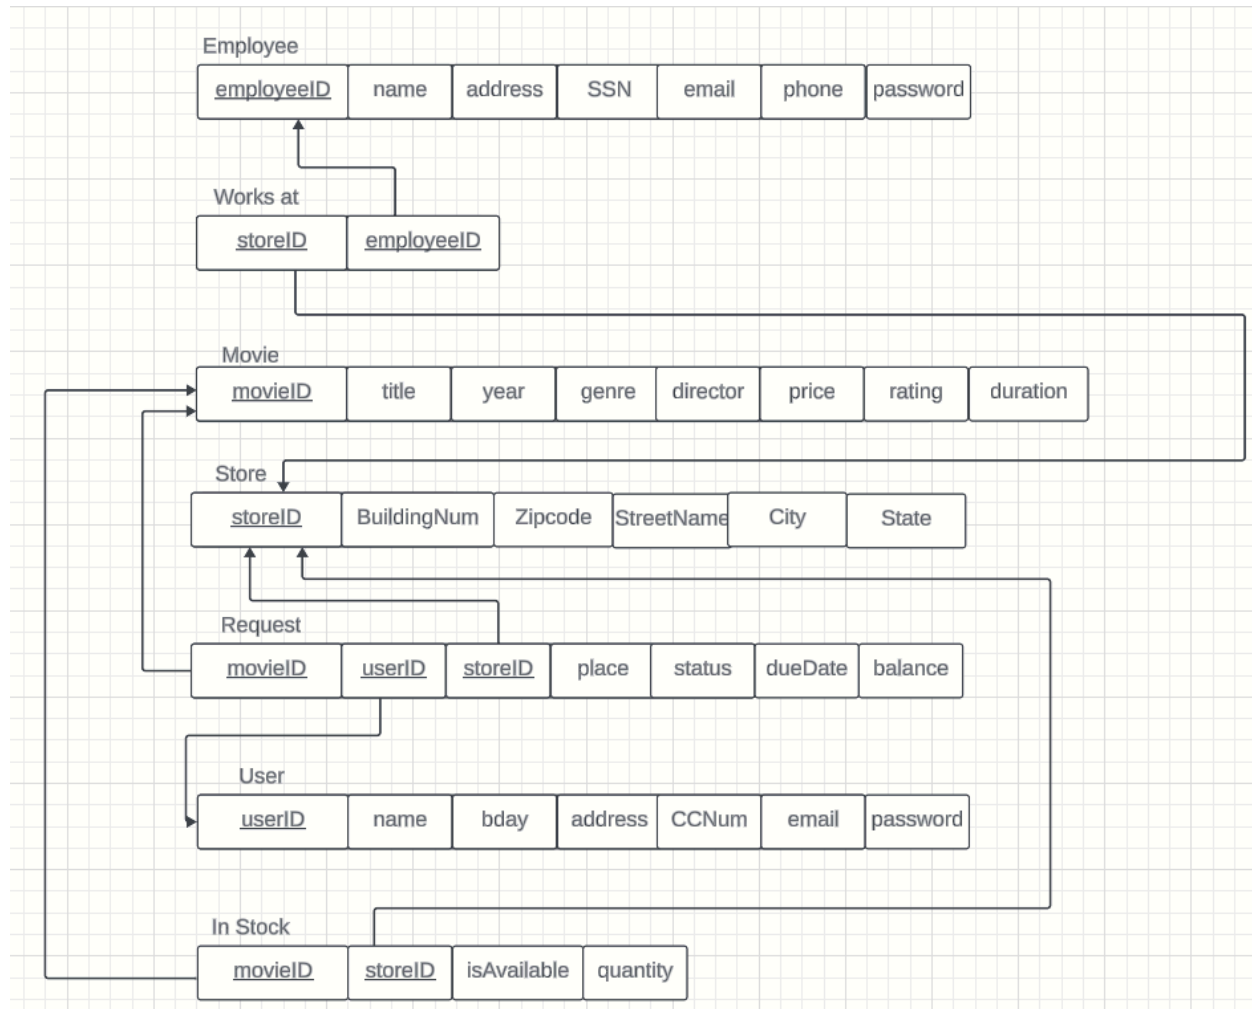 Employee
employeeID name address SSN email phone password
Works at
storeID employeeID
Movie
movieID title year genre director price rating duration
Store
storeID BuildingNum Zipcode StreetName City State
Request
movieID userID storeID place status dueDate balance
User
userID name bday address CCNum email password
In Stock
movieID storeID isAvailable quantity